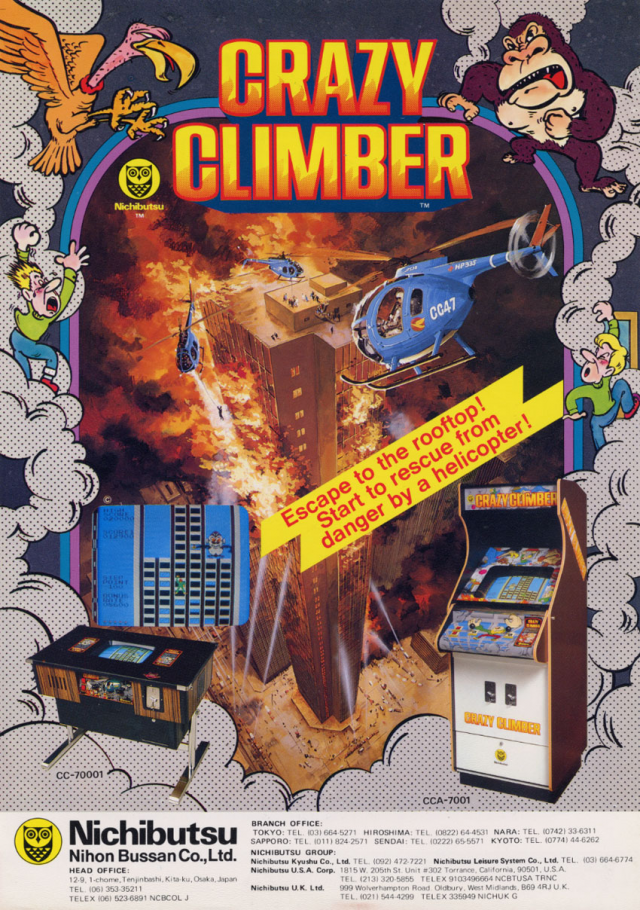 CRAZY
CLIMBER
TM
Nichibutsu
TM
HP533
CC47
Escape to the rooftop!
Start to rescue from
danger by a helicopter!
©
CRAZY CLIMBER
CRAZY CLIMBER
CC-70001
CCA-7001
Nichibutsu
Nihon Bussan Co., Ltd.
HEAD OFFICE:
12-9, 1-chome, Tenjinbashi, Kita-ku, Osaka, Japan
TEL. (06) 353-35211
TELEX (06) 523-6891 NCBCOL J
BRANCH OFFICE:
TOKYO: TEL. (03) 664-5271 HIROSHIMA: TEL. (0822) 64-4531 NARA: TEL. (0742) 33-6311
SAPPORO: TEL. (011) 824-2571 SENDAI: TEL. (0222) 65-5571 KYOTO: TEL. (0774) 44-6262
NICHIBUTSU GROUP:
Nichibutsu Kyushu Co., Ltd. TEL. (092) 472-7221 Nichibutsu Leisure System Co., Ltd. TEL. (03) 664-6774
Nichibutsu U.S.A. Corp. 1815 W. 205th St. Unit #302 Torrance, California, 90501, U.S.A.
TEL. (213) 320-5855 TELEX 9103496664 NCBTUSA TRNC
Nichibutsu U.K. Ltd. 999 Wolverhampton Road. Oldbury, West Midlands, B69 4RJ U.K.
TEL. (021) 544-4299 TELEX 335949 NICHUK G